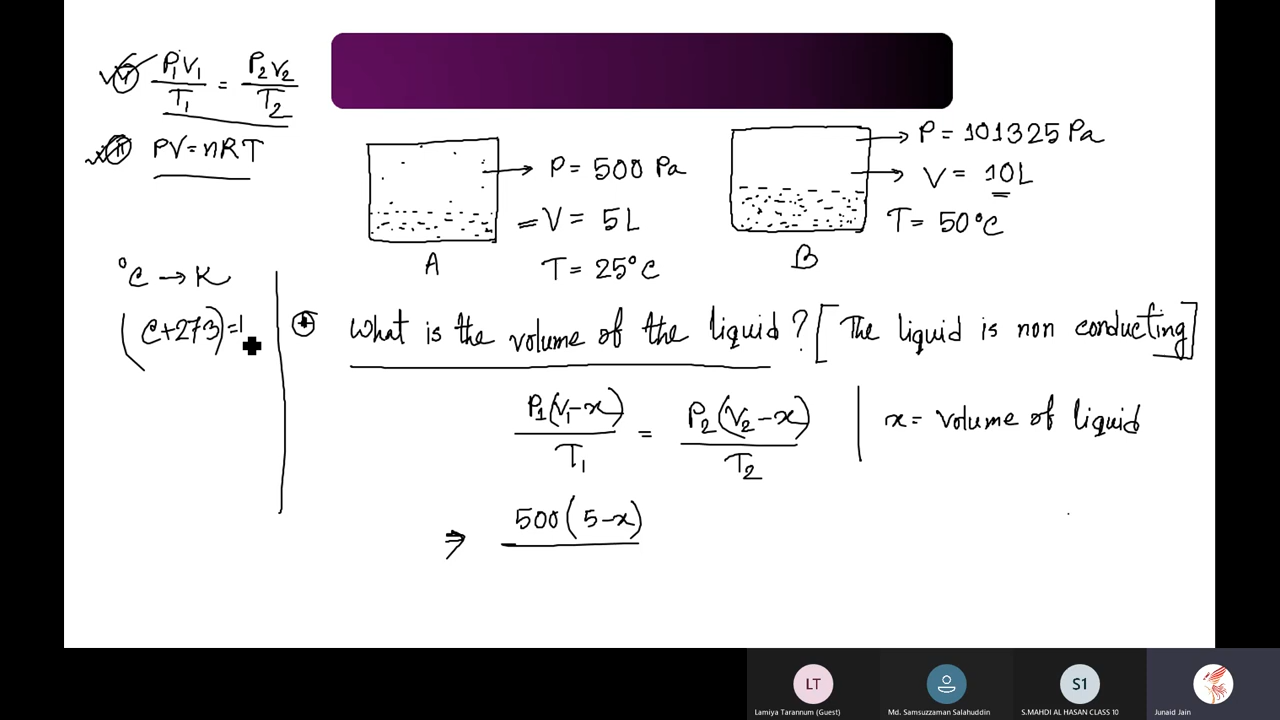 P₁V₁/T₁ = P₂V₂/T₂
PV=nRT
P= 500 Pa
V= 5L
T= 25°C
A
P= 101325 Pa
V= 10L
T= 50°C
B
°C → K
(C+273)=
What is the volume of the liquid? [The liquid is non conducting]
P₁(V₁-x)/T₁ = P₂(V₂-x)/T₂
x= volume of liquid
⇒ 500(5-x)
LT
Lamiya Tarannum (Guest)
Md. Samsuzzaman Salahuddin
S1
S.MAHDI AL HASAN CLASS 10
Junaid Jain